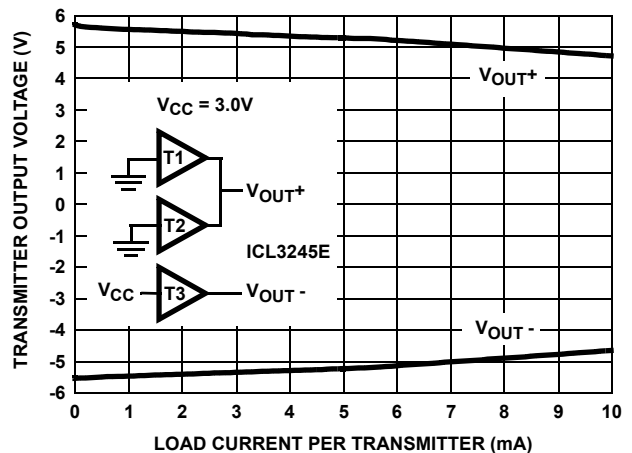 TRANSMITTER OUTPUT VOLTAGE (V)
6
5
4
3
2
1
0
-1
-2
-3
-4
-5
-6
VOUT+
VCC = 3.0V
T1
VOUT+
T2
ICL3245E
VCC T3 VOUT -
VOUT -
0 1 2 3 4 5 6 7 8 9 10
LOAD CURRENT PER TRANSMITTER (mA)